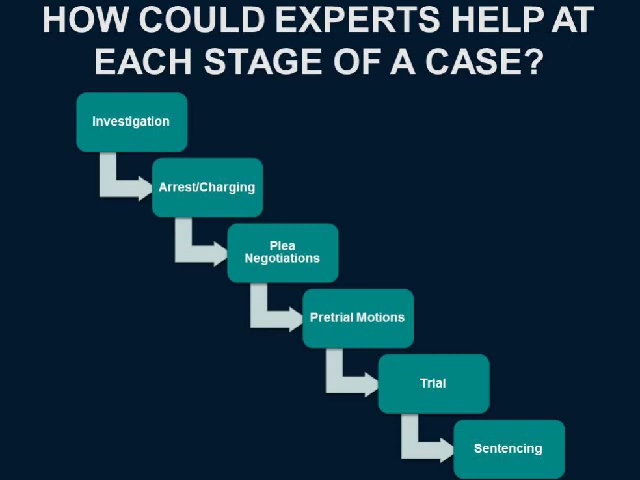 HOW COULD EXPERTS HELP AT
EACH STAGE OF A CASE?
Investigation
Arrest/Charging
Plea
Negotiations
Pretrial Motions
Trial
Sentencing